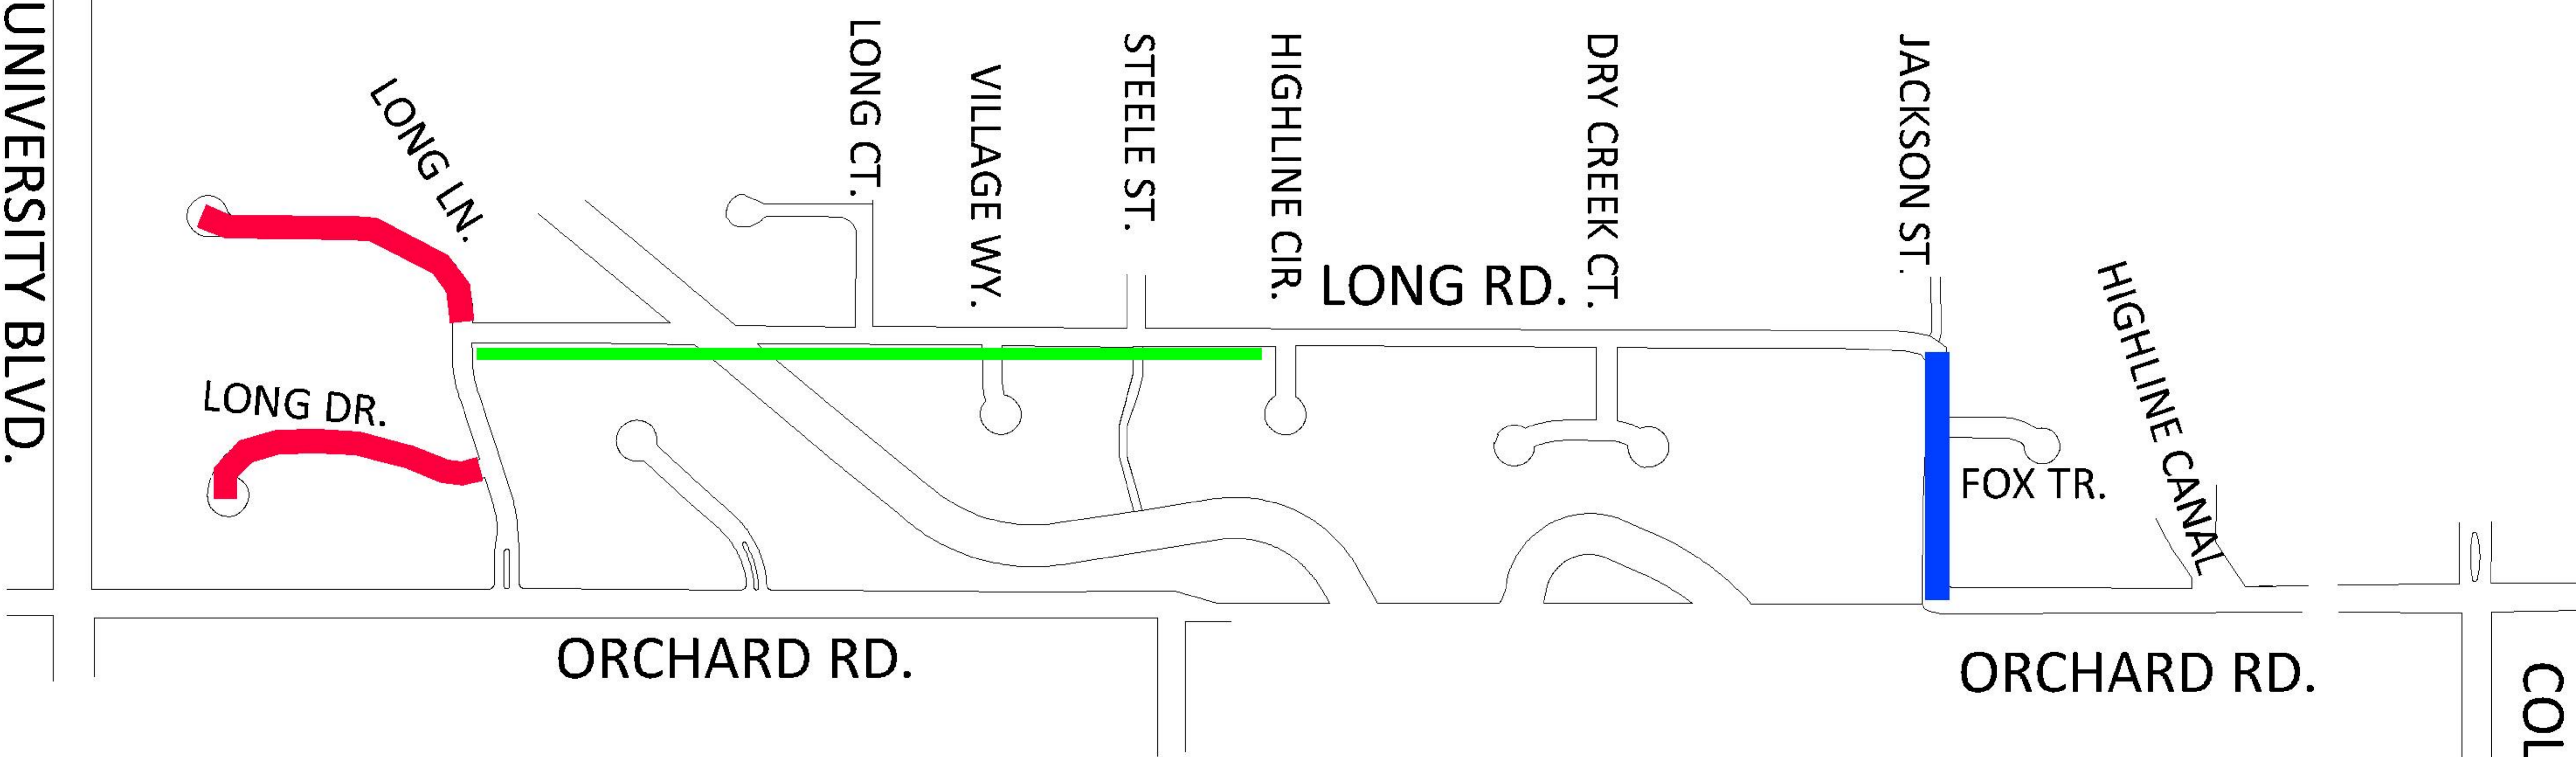 UNIVERSITY BLVD.
LONG LN.
LONG CT.
VILLAGE WY.
STEELE ST.
HIGHLINE CIR.
LONG RD.
DRY CREEK CT.
JACKSON ST.
HIGHLINE CANAL
LONG DR.
FOX TR.
ORCHARD RD.
ORCHARD RD.
COL